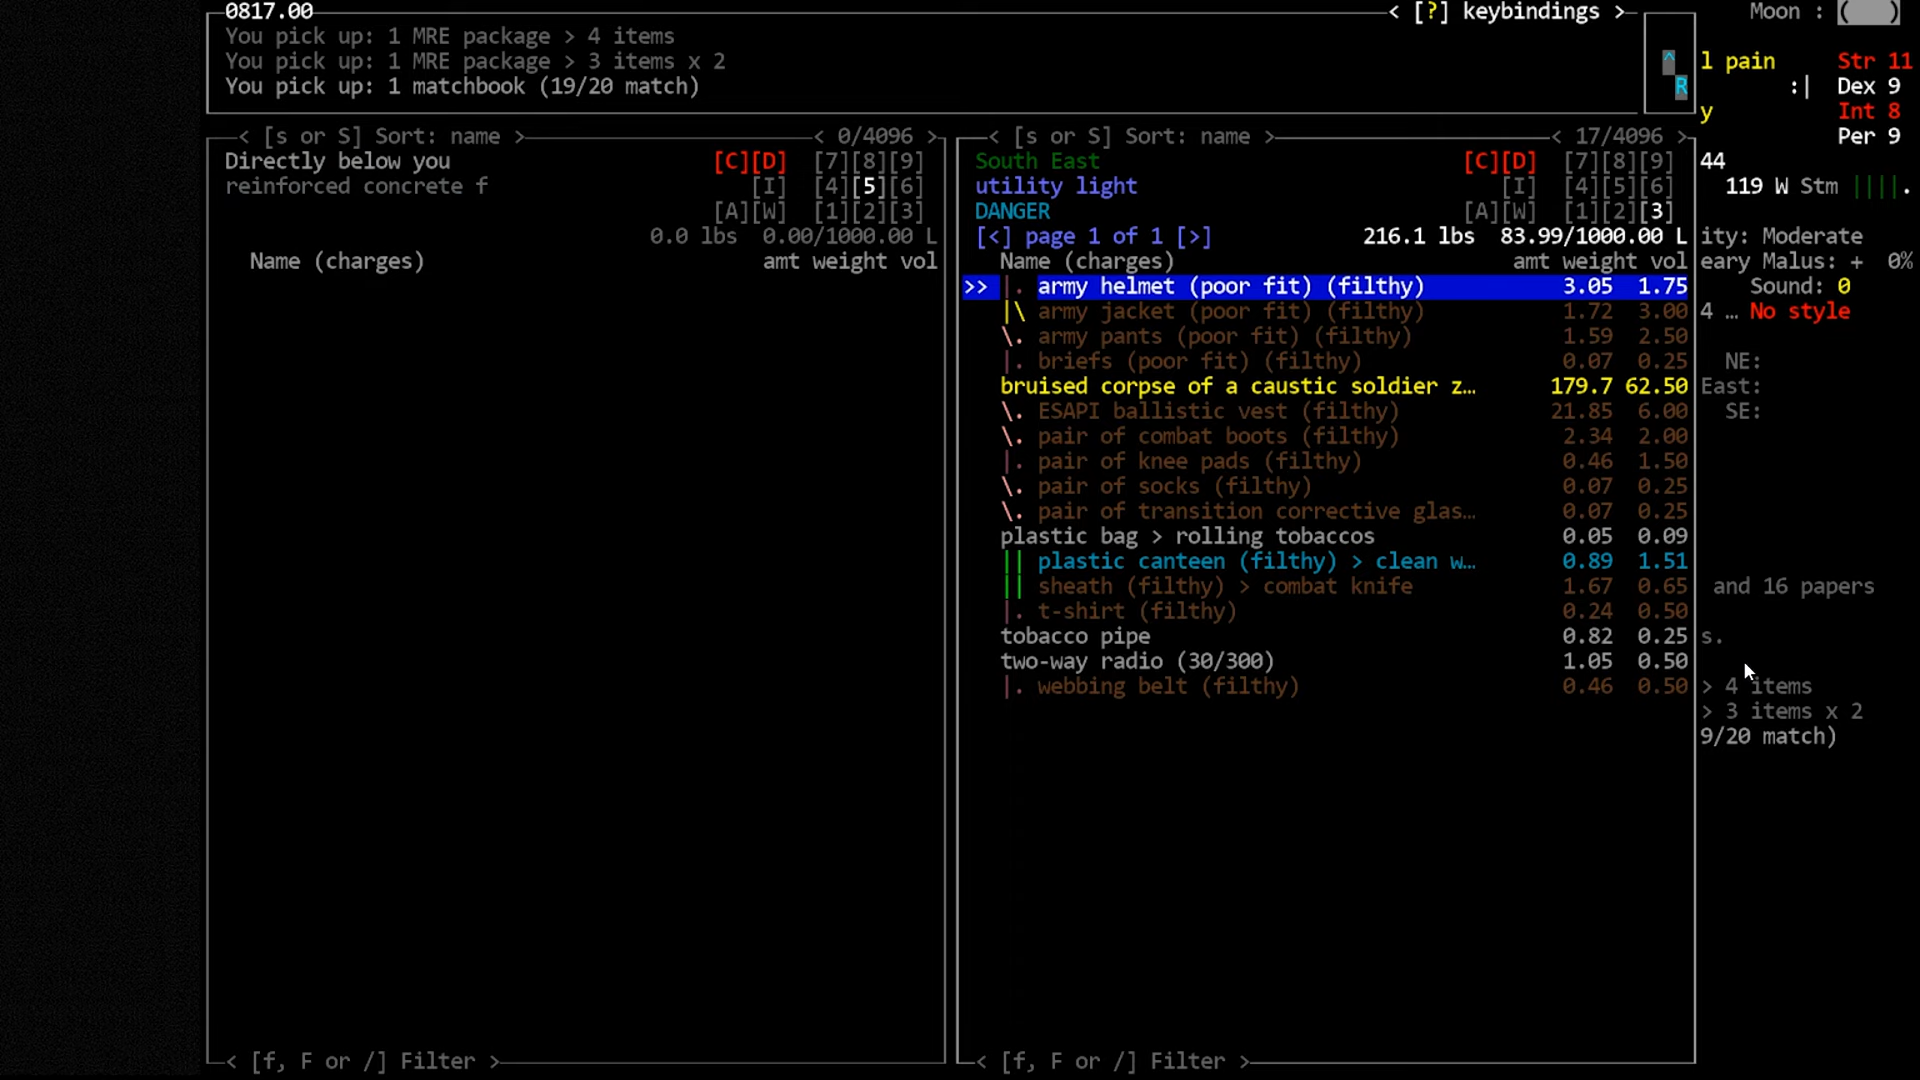 0817.00 < [?] keybindings > Moon : (   )
You pick up: 1 MRE package > 4 items
You pick up: 1 MRE package > 3 items x 2 ^ l pain Str 11
You pick up: 1 matchbook (19/20 match) R :| Dex 9
y Int 8
< [s or S] Sort: name > < 0/4096 > < [s or S] Sort: name > < 17/4096 > Per 9
Directly below you [C][D] [7][8][9] South East [C][D] [7][8][9] 44
reinforced concrete f [I] [4][5][6] utility light [I] [4][5][6] 119 W Stm ||||.
[A][W] [1][2][3] DANGER [A][W] [1][2][3]
0.0 lbs 0.00/1000.00 L [<] page 1 of 1 [>] 216.1 lbs 83.99/1000.00 L ity: Moderate
Name (charges) amt weight vol Name (charges) amt weight vol eary Malus: + 0%
>> |. army helmet (poor fit) (filthy) 3.05 1.75 Sound: 0
|\ army jacket (poor fit) (filthy) 1.72 3.00 4 … No style
\. army pants (poor fit) (filthy) 1.59 2.50
|. briefs (poor fit) (filthy) 0.07 0.25 NE:
bruised corpse of a caustic soldier z… 179.7 62.50 East:
\. ESAPI ballistic vest (filthy) 21.85 6.00 SE:
\. pair of combat boots (filthy) 2.34 2.00
|. pair of knee pads (filthy) 0.46 1.50
\. pair of socks (filthy) 0.07 0.25
\. pair of transition corrective glas… 0.07 0.25
plastic bag > rolling tobaccos 0.05 0.09
|| plastic canteen (filthy) > clean w… 0.89 1.51
|| sheath (filthy) > combat knife 1.67 0.65 and 16 papers
|. t-shirt (filthy) 0.24 0.50
tobacco pipe 0.82 0.25 s.
two-way radio (30/300) 1.05 0.50
|. webbing belt (filthy) 0.46 0.50 > 4 items
> 3 items x 2
9/20 match)
< [f, F or /] Filter > < [f, F or /] Filter >